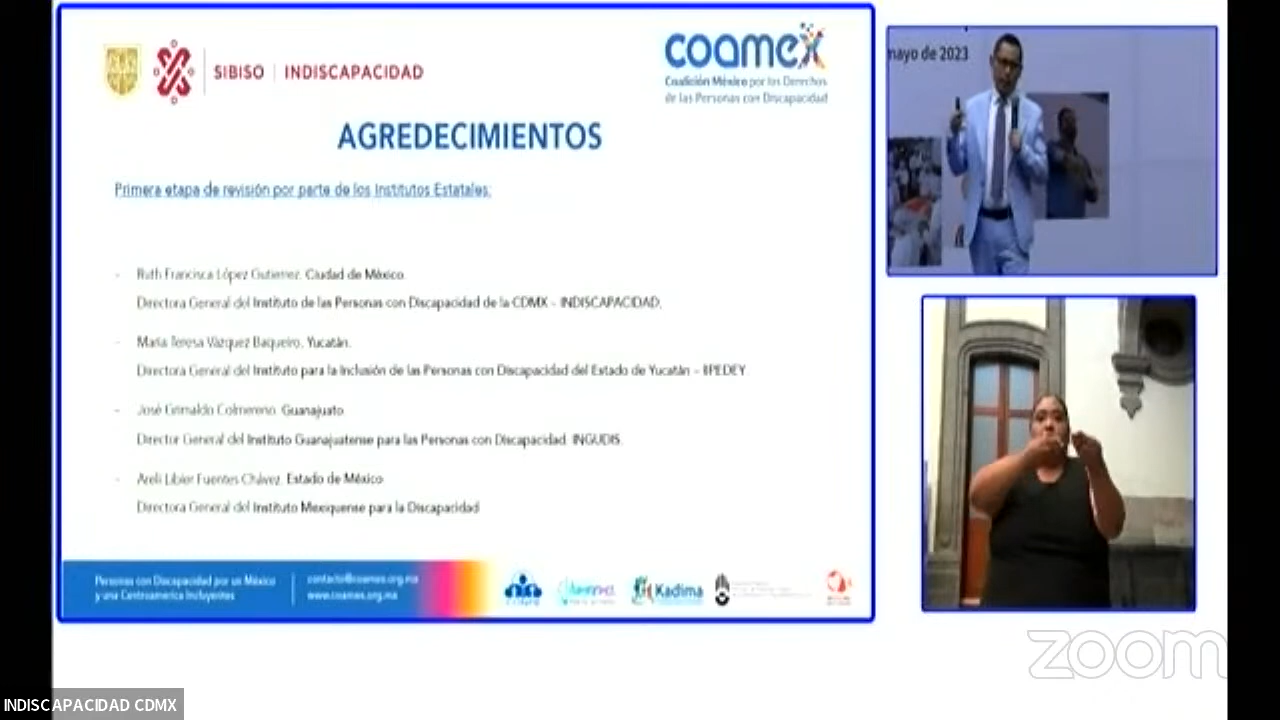 SIBISO | INDISCAPACIDAD
coamex
Coalición México por los Derechos
de las Personas con Discapacidad
AGREDECIMIENTOS
Primera etapa de revisión por parte de los Institutos Estatales:
- Ruth Francisca López Gutierrez. Ciudad de México
Directora General del Instituto de las Personas con Discapacidad de la CDMX - INDISCAPACIDAD.
- María Teresa Vázquez Baqueiro. Yucatán.
Directora General del Instituto para la Inclusión de las Personas con Discapacidad del Estado de Yucatán - IIPEDEY
- José Grimaldo Colmenero. Guanajuato
Director General del Instituto Guanajuatense para las Personas con Discapacidad. INGUDIS.
- Areli Libier Fuentes Chávez. Estado de México
Directora General del Instituto Mexiquense para la Discapacidad
Personas con Discapacidad por un México
y una Centroamerica Incluyentes
contacto@coamex.org.mx
www.coamex.org.mx
Kadima
mayo de 2023
zoom
INDISCAPACIDAD CDMX